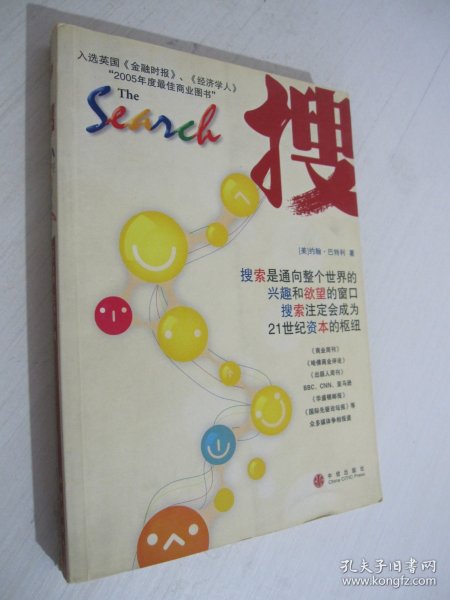 入选英国《金融时报》、《经济学人》
“2005年度最佳商业图书”
The
Search
搜
[美]约翰·巴特利 著
搜索是通向整个世界的
兴趣和欲望的窗口
搜索注定会成为
21世纪资本的枢纽
《商业周刊》
《哈佛商业评论》
《出版人周刊》
BBC、CNN、亚马逊
《华盛顿邮报》
《国际先驱论坛报》等
众多媒体争相报道
中信出版社
China CITIC Press
孔夫子旧书网
www.kongfz.com